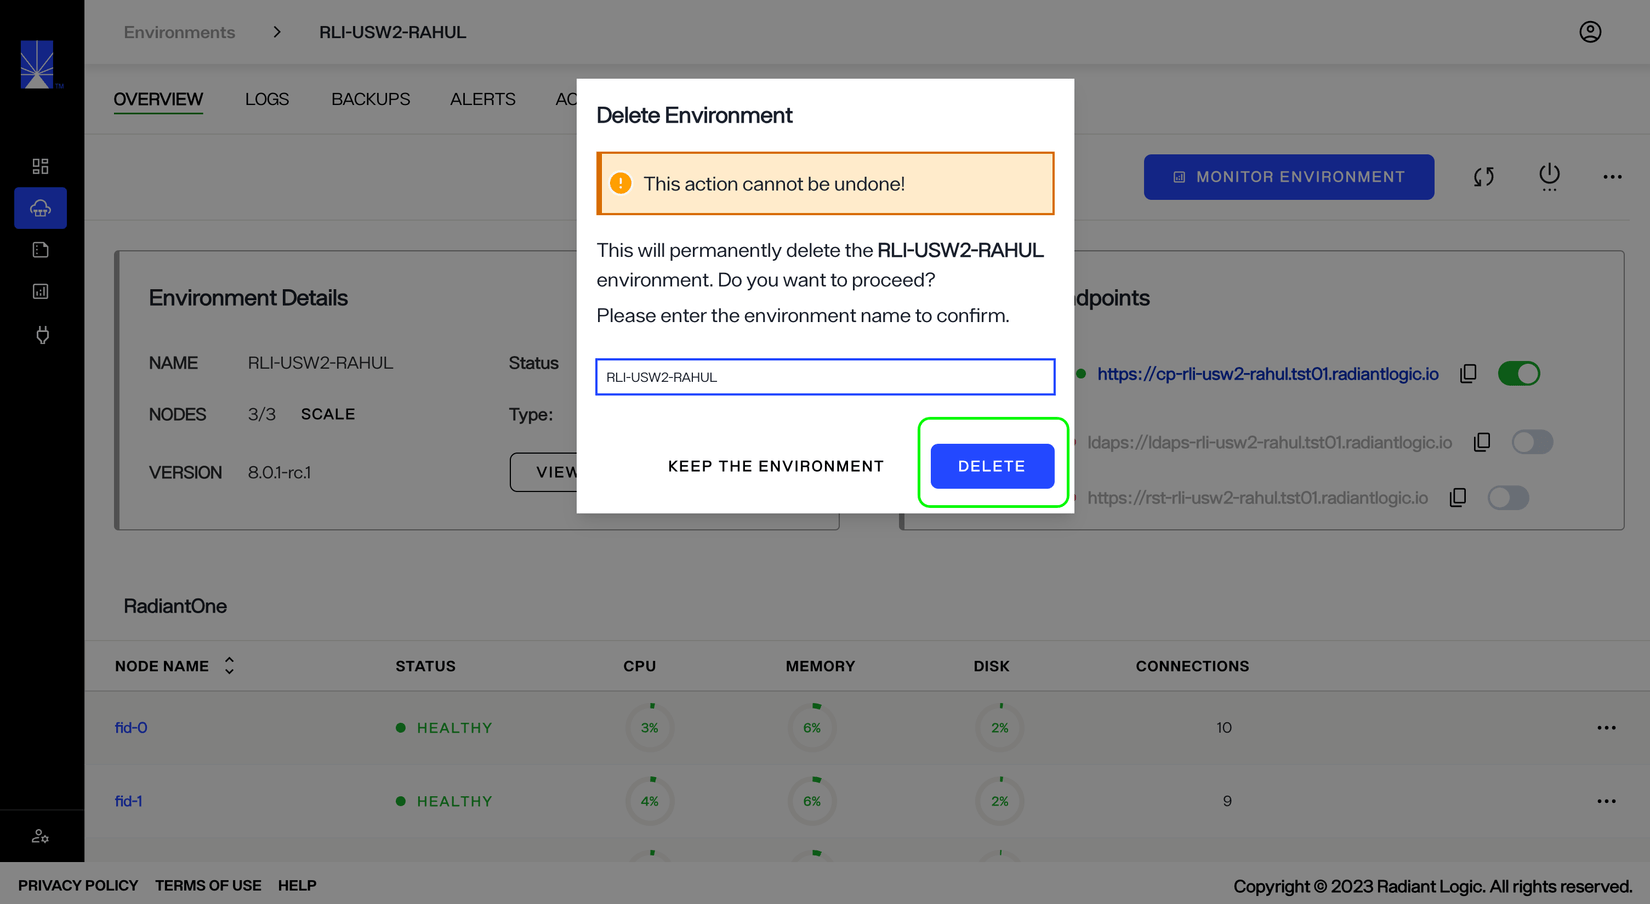 Environments > RLI-USW2-RAHUL
OVERVIEW LOGS BACKUPS ALERTS AC
Delete Environment
This action cannot be undone!
This will permanently delete the RLI-USW2-RAHUL
environment. Do you want to proceed?
Please enter the environment name to confirm.
RLI-USW2-RAHUL
KEEP THE ENVIRONMENT DELETE
MONITOR ENVIRONMENT
Environment Details
NAME RLI-USW2-RAHUL Status
NODES 3/3 SCALE Type:
VERSION 8.0.1-rc.1 VIEW
dpoints
https://cp-rli-usw2-rahul.tst01.radiantlogic.io
ldaps://ldaps-rli-usw2-rahul.tst01.radiantlogic.io
https://rst-rli-usw2-rahul.tst01.radiantlogic.io
RadiantOne
NODE NAME STATUS CPU MEMORY DISK CONNECTIONS
fid-0 HEALTHY 3% 6% 2% 10
fid-1 HEALTHY 4% 6% 2% 9
PRIVACY POLICY TERMS OF USE HELP
Copyright © 2023 Radiant Logic. All rights reserved.